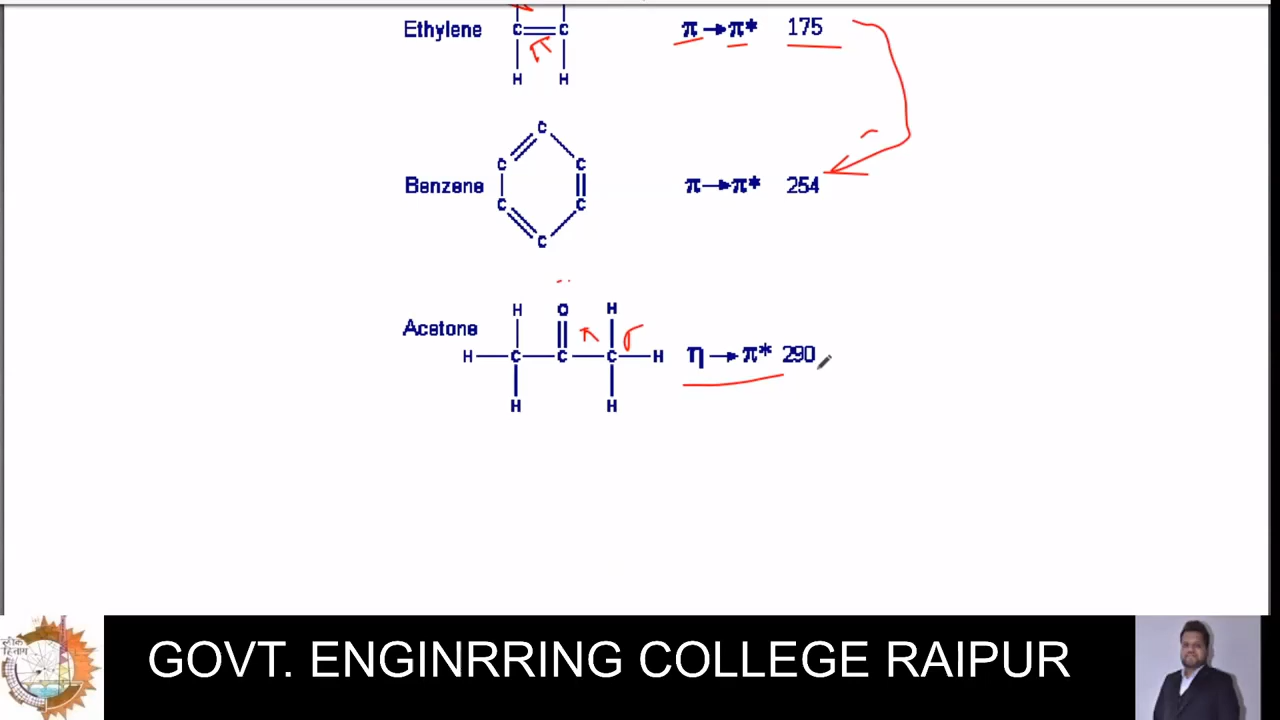 Ethylene C C π→π* 175
π
H H
C
C C
Benzene π→π* 254
C C
C
H O H
Acetone π σ
H C C C H η→π* 290
H H
GOVT. ENGINRRING COLLEGE RAIPUR